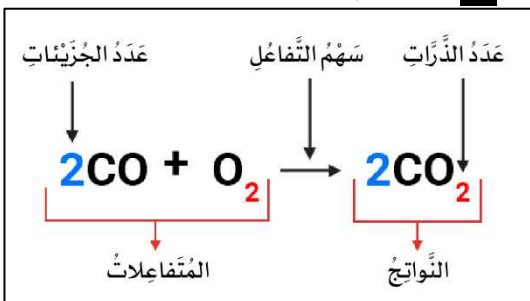 عَدَدُ الجُزَيْئاتِ سَهْمُ التَّفاعُلِ عَدَدُ الذَّرَّاتِ
2CO + O₂ → 2CO₂
المُتَفاعِلاتُ النَّواتِجُ